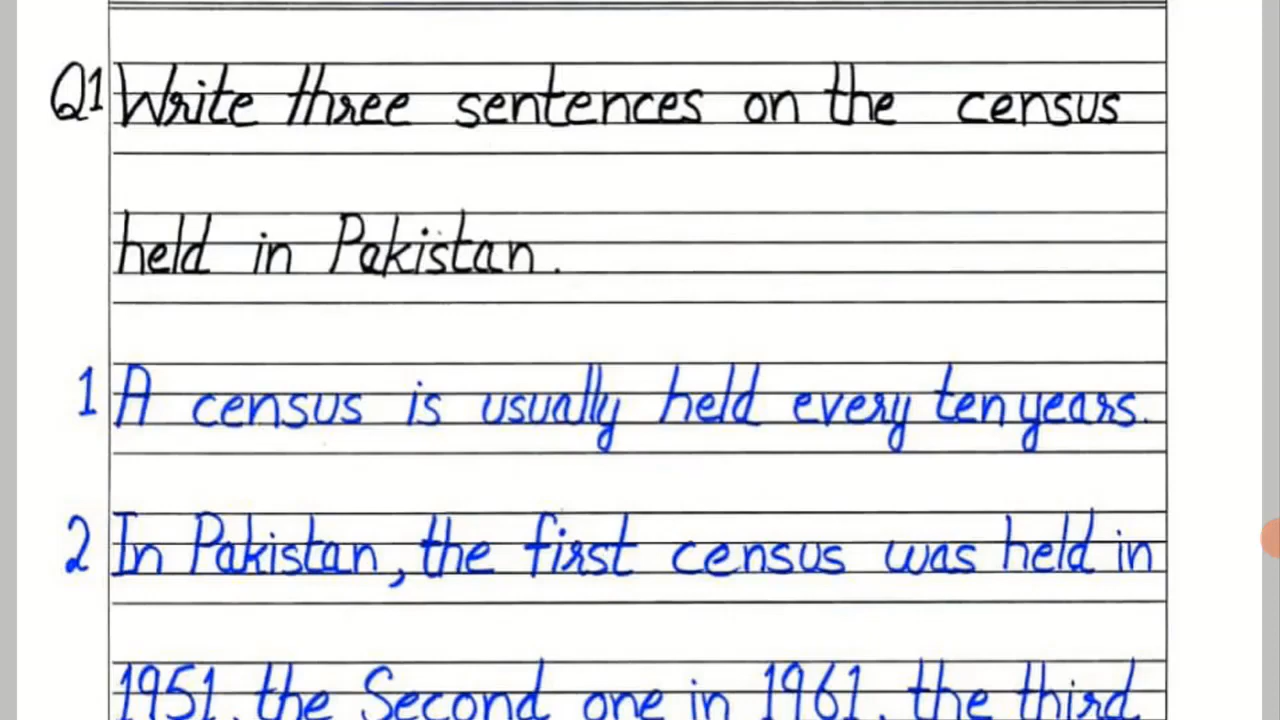 Q1 Write three sentences on the census
held in Pakistan.
1 A census is usually held every ten years.
2 In Pakistan, the first census was held in
1951, the Second one in 1961, the third